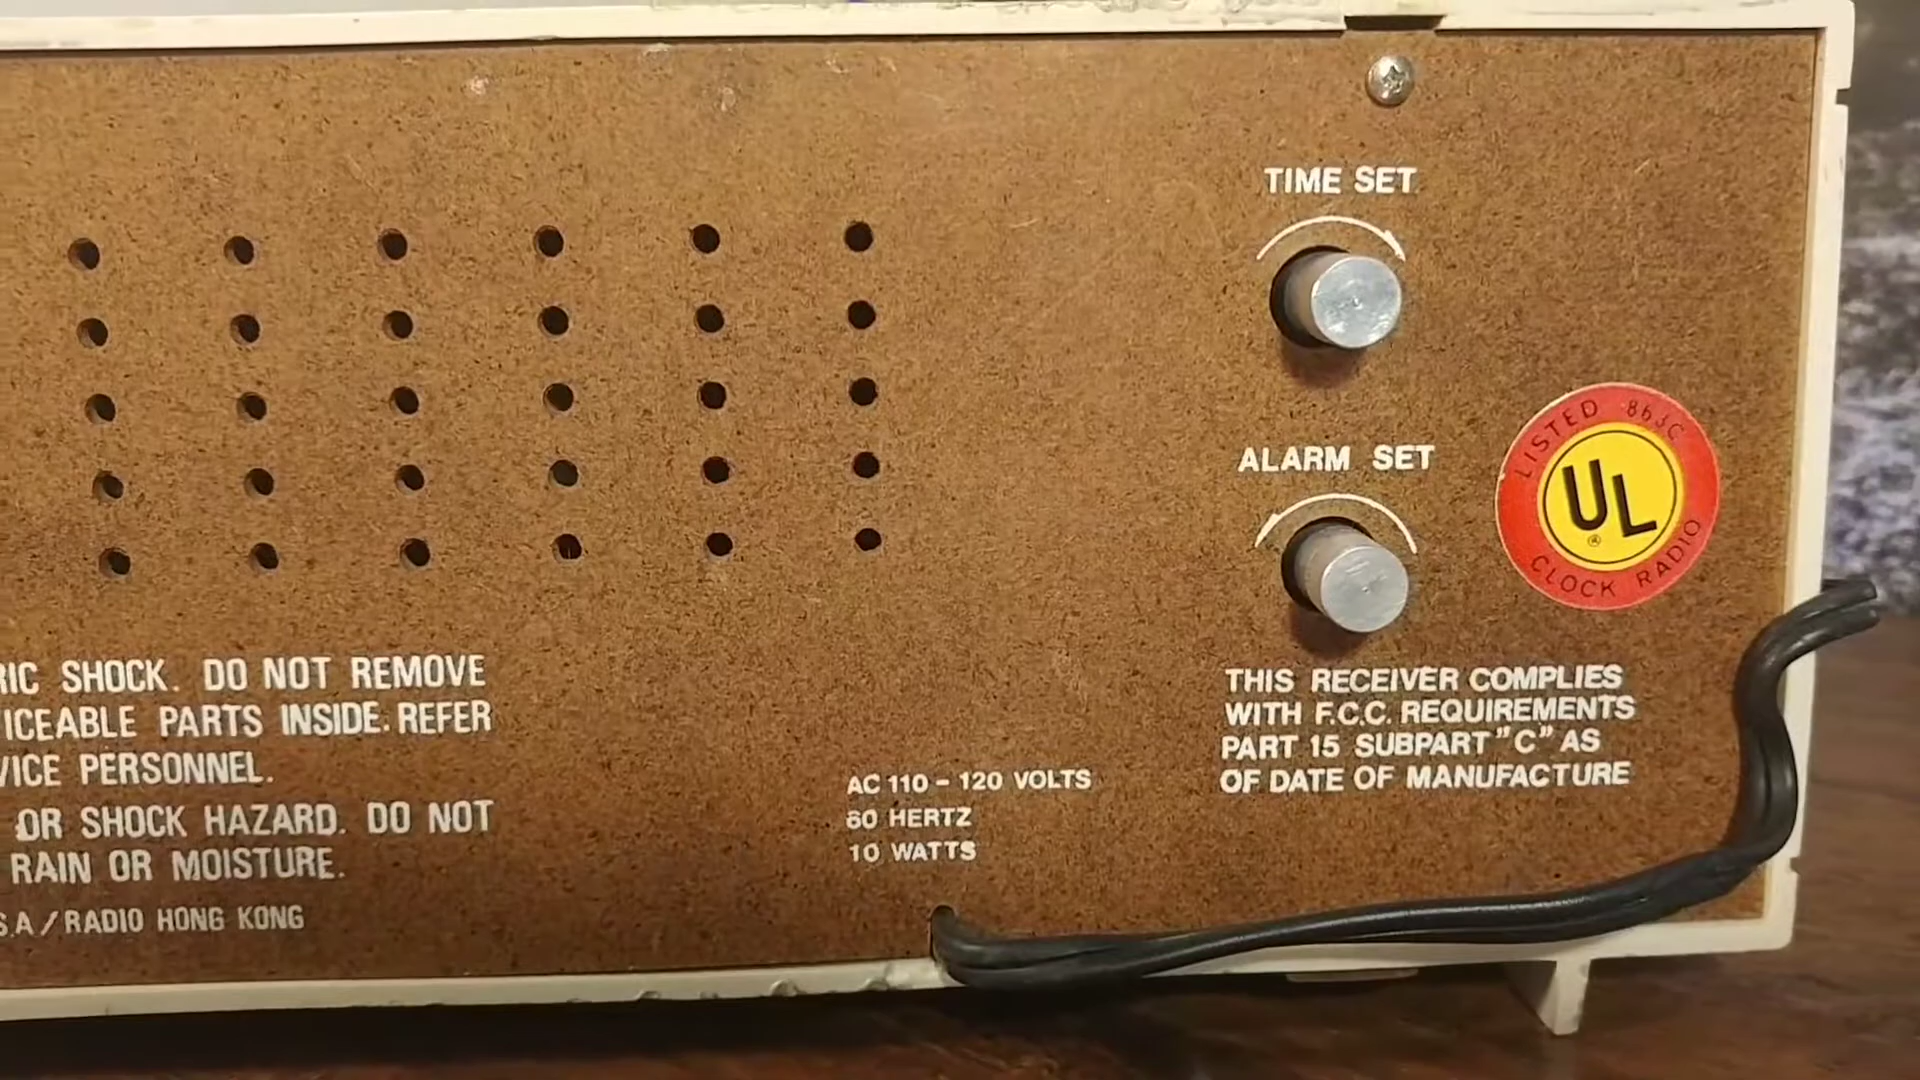 TIME SET
ALARM SET
LISTED 863C
UL
®
CLOCK RADIO
RIC SHOCK. DO NOT REMOVE
ICEABLE PARTS INSIDE. REFER
VICE PERSONNEL.
OR SHOCK HAZARD. DO NOT
RAIN OR MOISTURE.
S.A / RADIO HONG KONG
AC 110 - 120 VOLTS
60 HERTZ
10 WATTS
THIS RECEIVER COMPLIES
WITH F.C.C. REQUIREMENTS
PART 15 SUBPART "C" AS
OF DATE OF MANUFACTURE